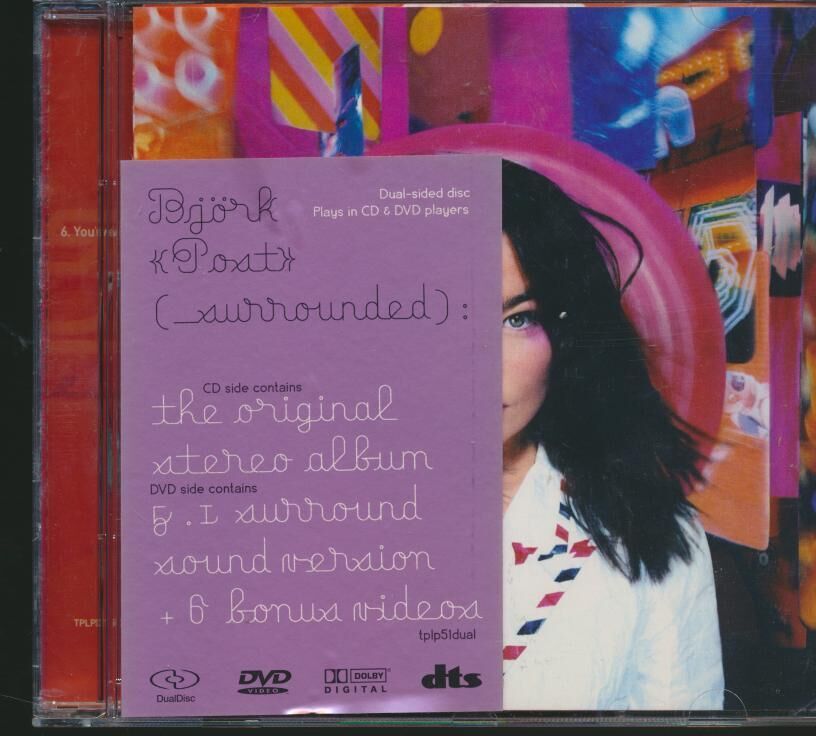 Björk
Dual-sided disc
Plays in CD & DVD players
«Post»
(_surrounded):
CD side contains
the original
stereo album
DVD side contains
5.1 surround
sound version
+ 6 bonus videos
tplp51dual
DualDisc
DVD
VIDEO
DOLBY
DIGITAL
dts
6.